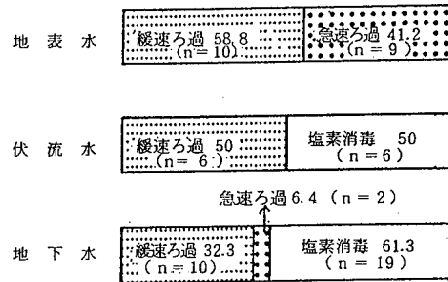 地表水
緩速ろ過 58.8
(n=10)
急速ろ過 41.2
(n=9)
伏流水
緩速ろ過 50
(n=6)
塩素消毒 50
(n=6)
急速ろ過 6.4 (n=2)
地下水
緩速ろ過 32.3
(n=10)
塩素消毒 61.3
(n=19)